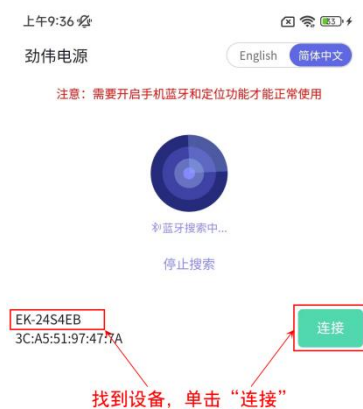 上午9:36
83
劲伟电源
English 简体中文
注意：需要开启手机蓝牙和定位功能才能正常使用
蓝牙搜索中...
停止搜索
EK-24S4EB
连接
3C:A5:51:97:47:7A
找到设备，单击“连接”